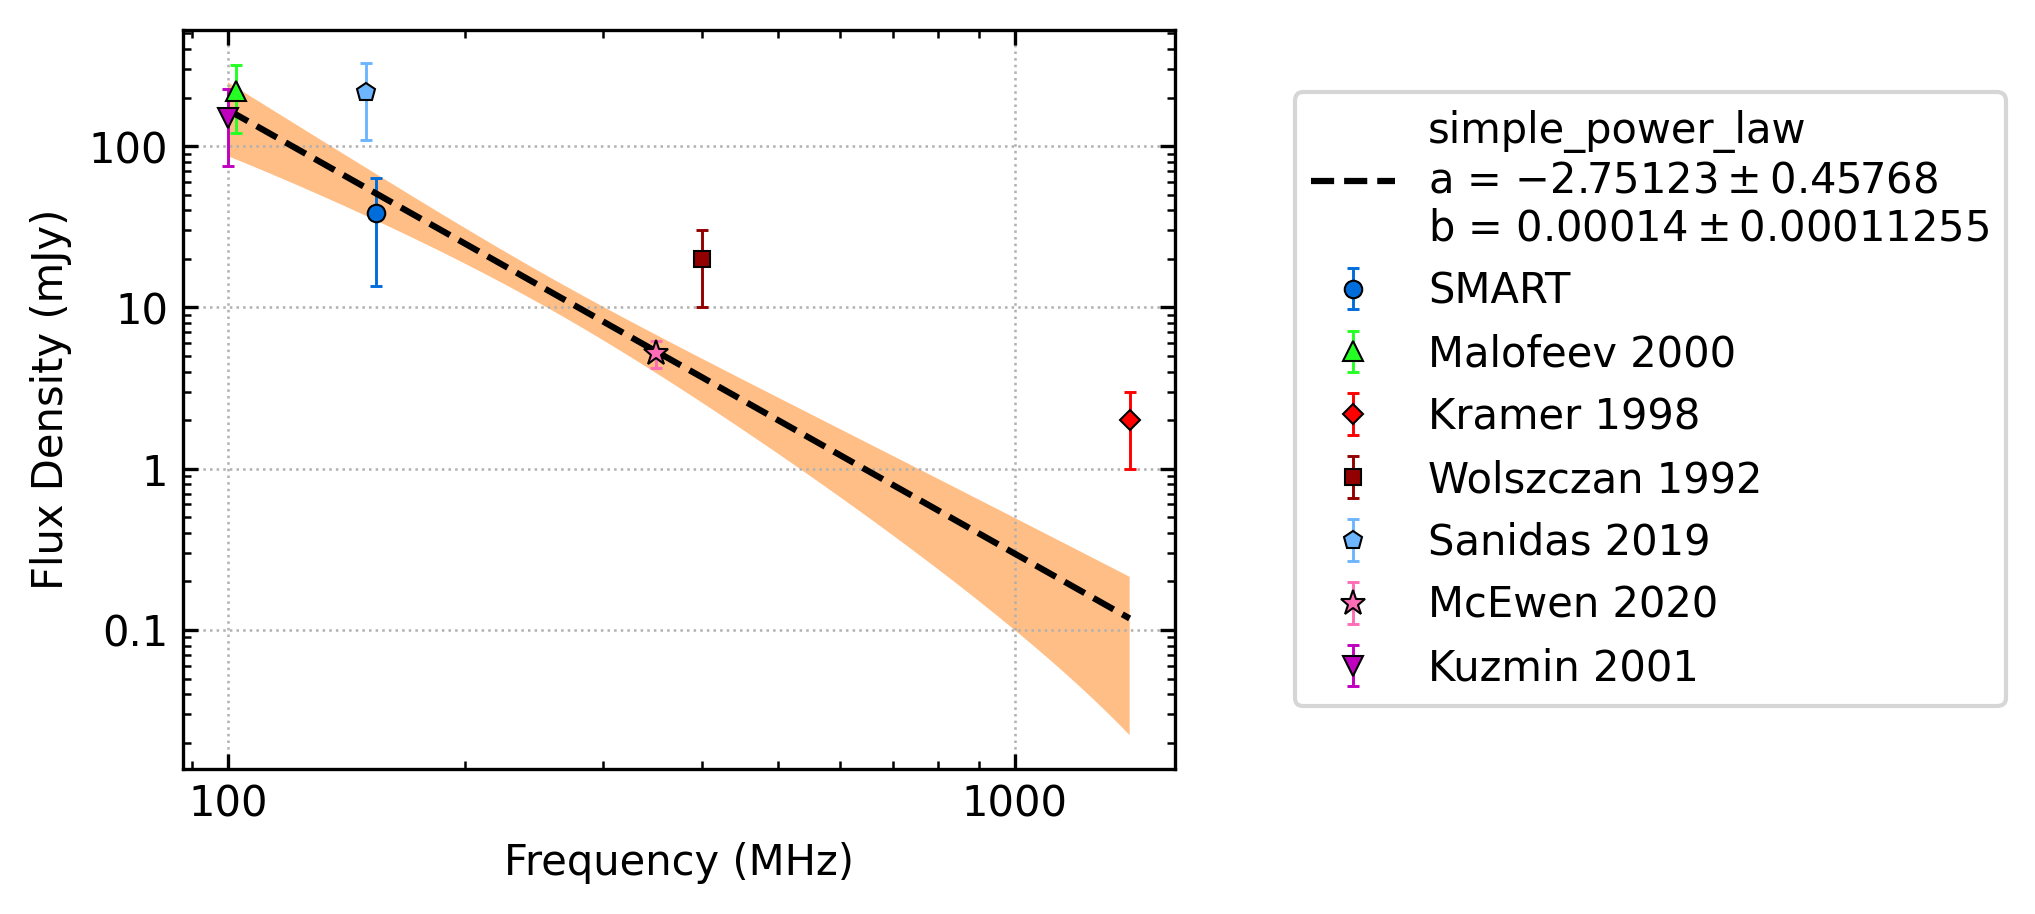 Flux Density (mJy)
100
10
1
0.1
100
1000
Frequency (MHz)
simple_power_law
a = −2.75123 ± 0.45768
b = 0.00014 ± 0.00011255
SMART
Malofeev 2000
Kramer 1998
Wolszczan 1992
Sanidas 2019
McEwen 2020
Kuzmin 2001